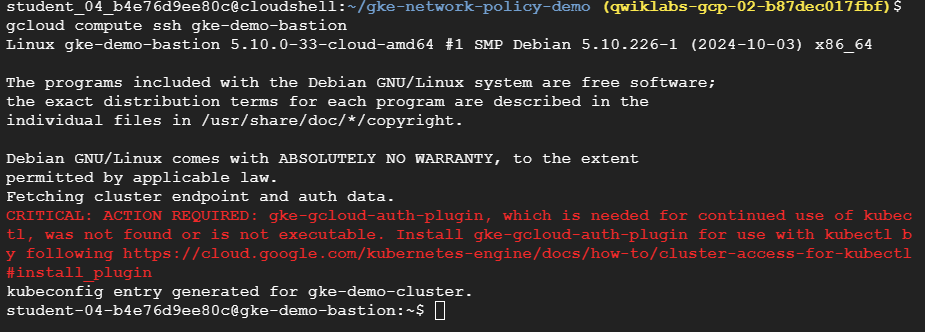 student_04_b4e76d9ee80c@cloudshell:~/gke-network-policy-demo (qwiklabs-gcp-02-b87dec017fbf)$
gcloud compute ssh gke-demo-bastion
Linux gke-demo-bastion 5.10.0-33-cloud-amd64 #1 SMP Debian 5.10.226-1 (2024-10-03) x86_64
The programs included with the Debian GNU/Linux system are free software;
the exact distribution terms for each program are described in the
individual files in /usr/share/doc/*/copyright.
Debian GNU/Linux comes with ABSOLUTELY NO WARRANTY, to the extent
permitted by applicable law.
Fetching cluster endpoint and auth data.
CRITICAL: ACTION REQUIRED: gke-gcloud-auth-plugin, which is needed for continued use of kubec
tl, was not found or is not executable. Install gke-gcloud-auth-plugin for use with kubectl b
y following https://cloud.google.com/kubernetes-engine/docs/how-to/cluster-access-for-kubectl
#install_plugin
kubeconfig entry generated for gke-demo-cluster.
student-04-b4e76d9ee80c@gke-demo-bastion:~$